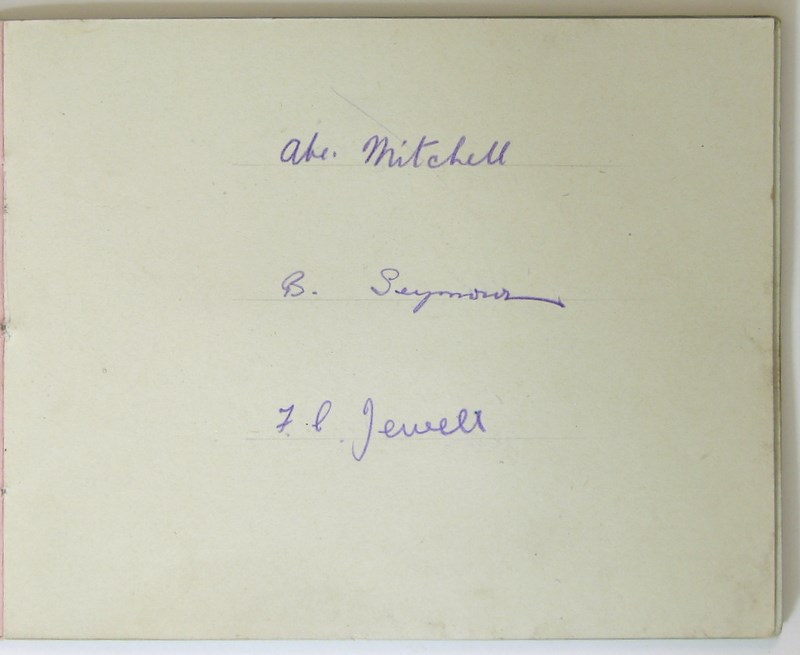 Abe. Mitchell
B. Seymour
F. C. Jewell